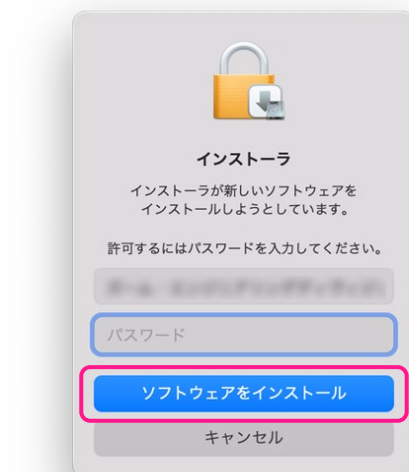 インストーラ
インストーラが新しいソフトウェアを
インストールしようとしています。
許可するにはパスワードを入力してください。
パスワード
ソフトウェアをインストール
キャンセル